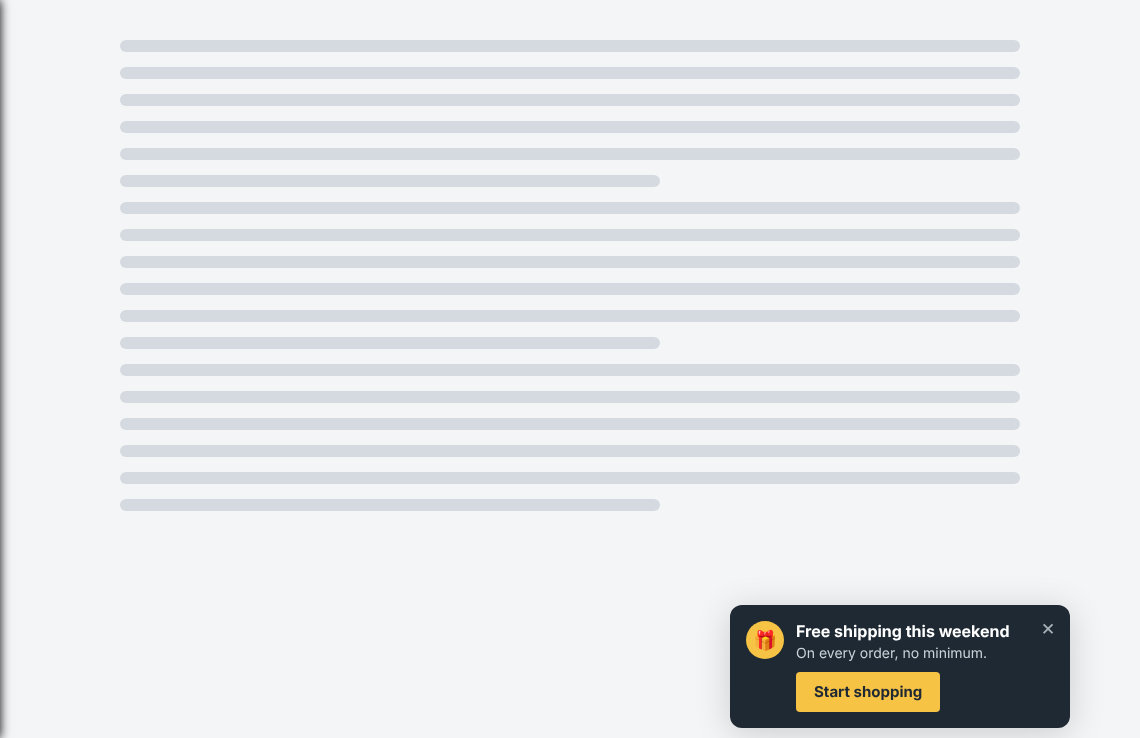 Free shipping this weekend
On every order, no minimum.
Start shopping